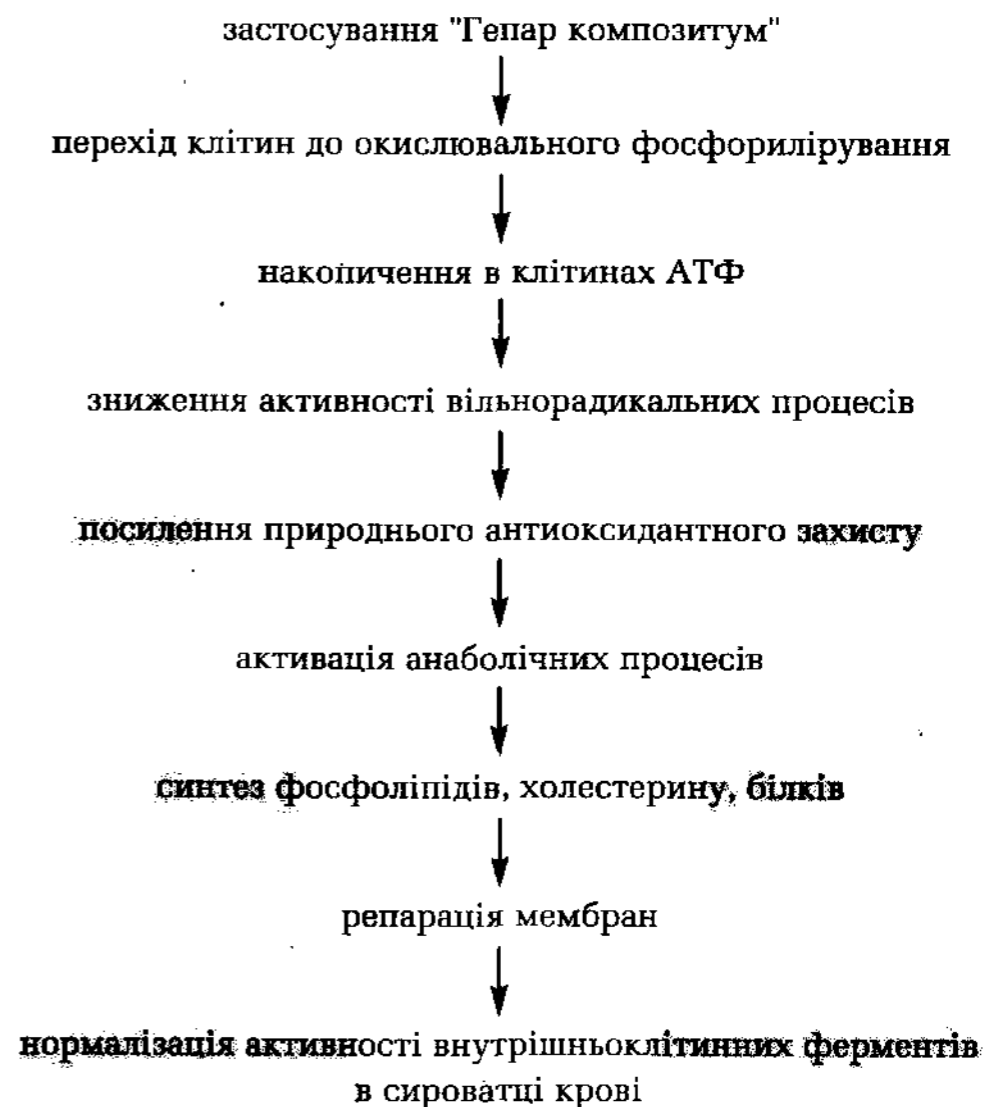 застосування "Гепар композитум"
перехід клітин до окислювального фосфорилірування
накопичення в клітинах АТФ
зниження активності вільнорадикальних процесів
посилення природнього антиоксидантного захисту
активація анаболічних процесів
синтез фосфоліпідів, холестерину, білків
репарація мембран
нормалізація активності внутрішньоклітинних ферментів
в сироватці крові